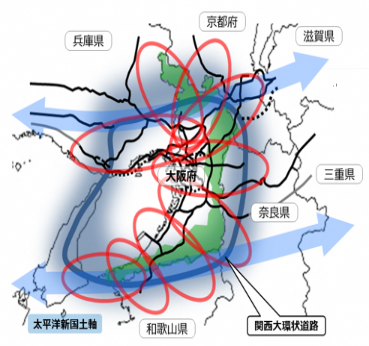 京都府
滋賀県
兵庫県
大阪府
三重県
奈良県
太平洋新国土軸
和歌山県
関西大環状道路